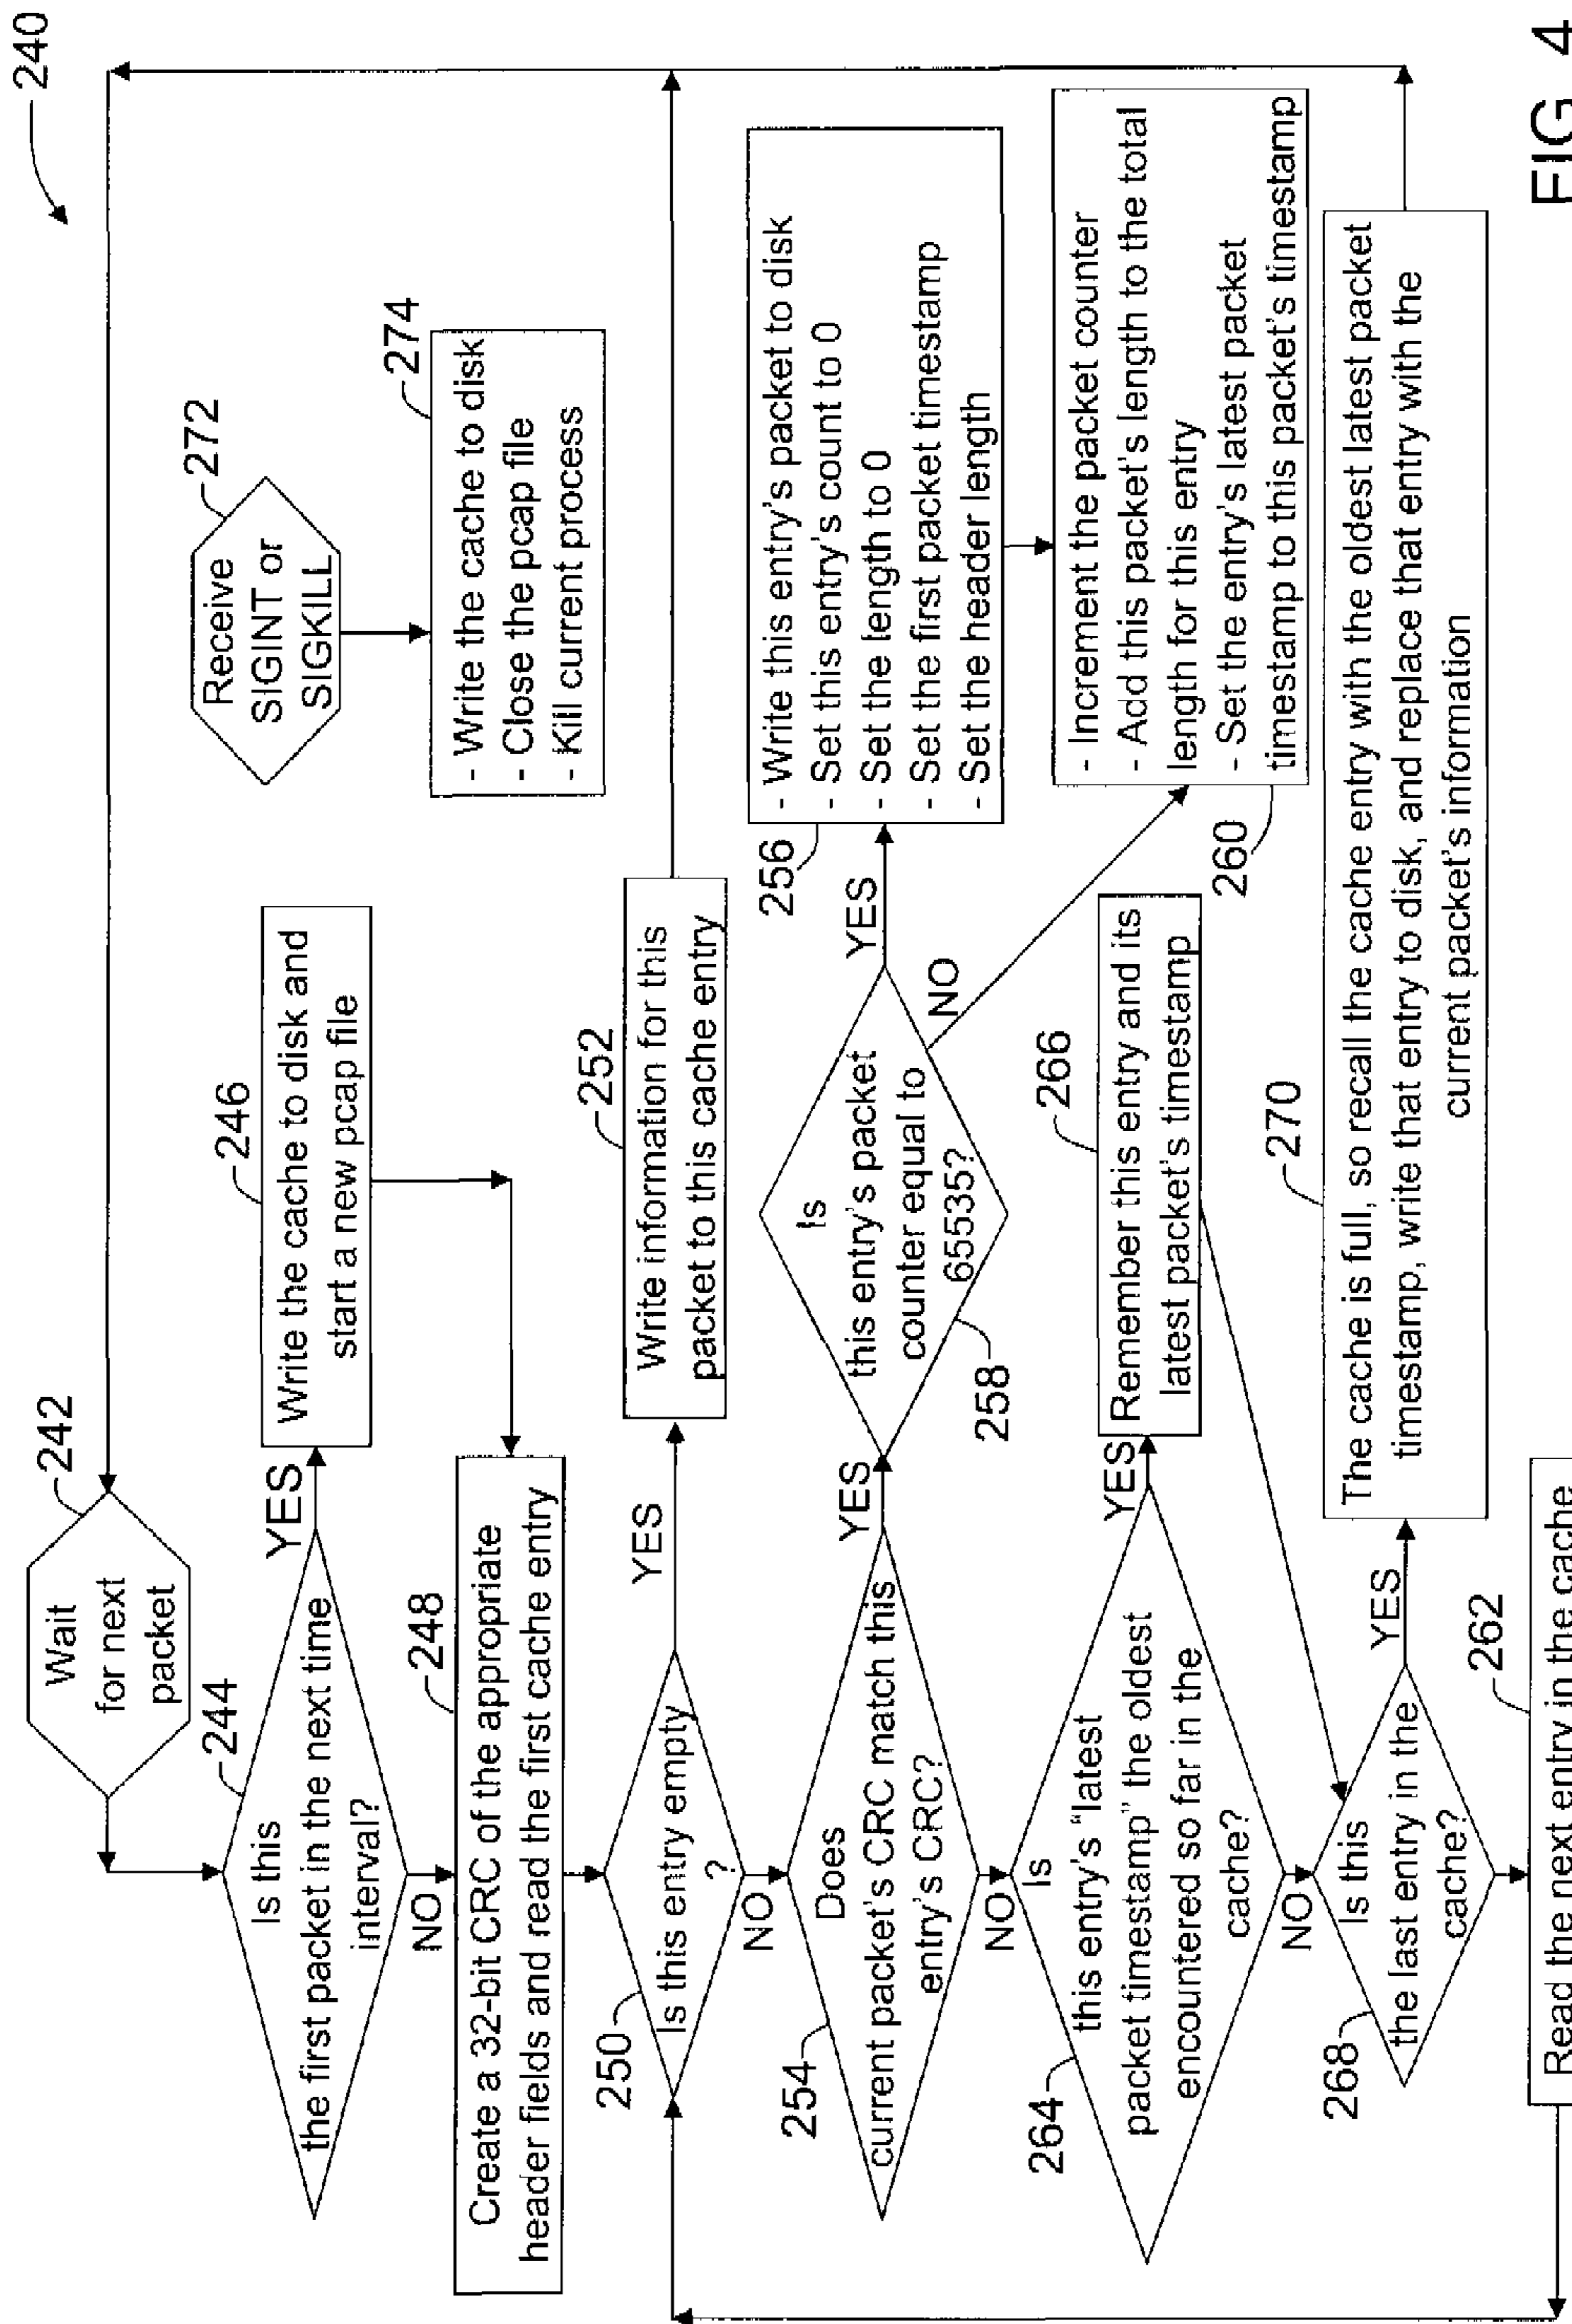 240
Wait
for next
packet
242
244
Is this
the first packet in the next time
interval?
YES
NO
246
Write the cache to disk and
start a new pcap file
272
Receive
SIGINT or
SIGKILL
274
- Write the cache to disk
- Close the pcap file
- Kill current process
248
Create a 32-bit CRC of the appropriate
header fields and read the first cache entry
250
Is this entry empty
?
YES
NO
252
Write information for this
packet to this cache entry
254
Does
current packet's CRC match this
entry's CRC?
YES
NO
258
Is
this entry's packet
counter equal to
65535?
YES
NO
256
- Write this entry's packet to disk
- Set this entry's count to 0
- Set the length to 0
- Set the first packet timestamp
- Set the header length
260
- Increment the packet counter
- Add this packet's length to the total
length for this entry
- Set the entry's latest packet
timestamp to this packet's timestamp
264
Is
this entry's "latest
packet timestamp" the oldest
encountered so far in the
cache?
YES
NO
266
Remember this entry and its
latest packet's timestamp
268
Is this
the last entry in the
cache?
YES
270
The cache is full, so recall the cache entry with the oldest latest packet
timestamp, write that entry to disk, and replace that entry with the
current packet's information
262
Read the next entry in the cache
FIG. 4